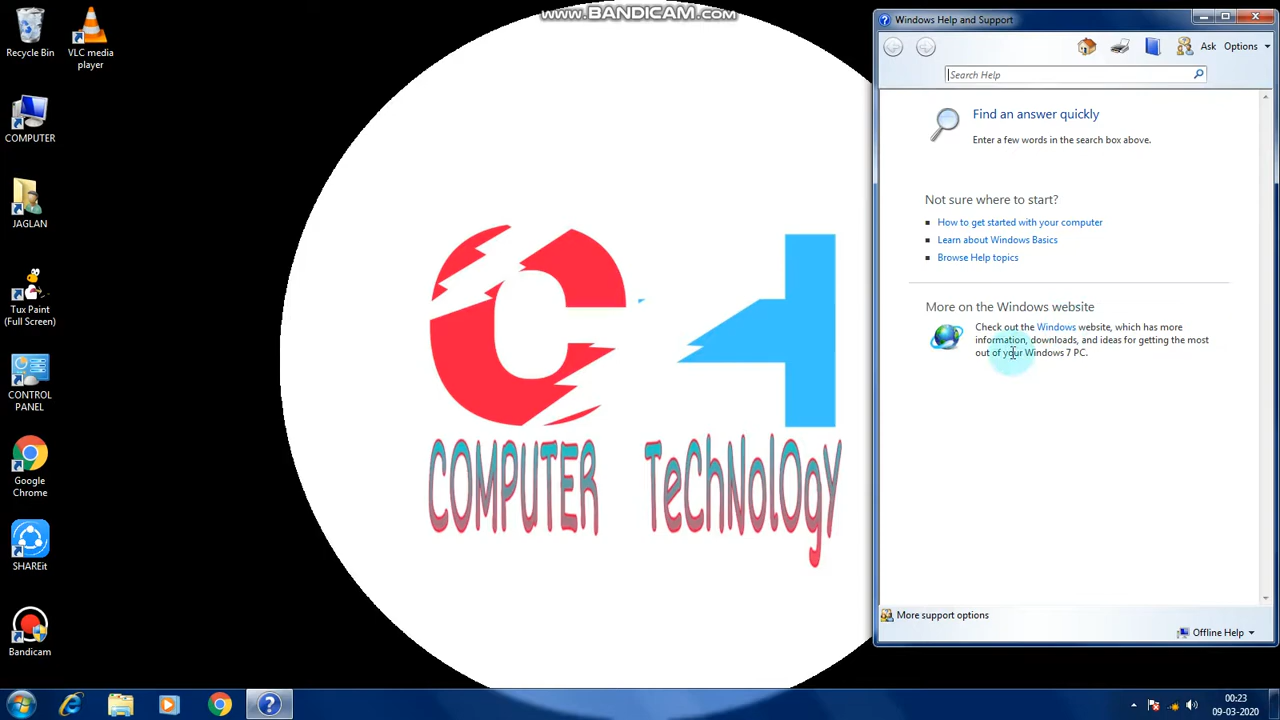 www.BANDICAM.com
Recycle Bin
VLC media
player
COMPUTER
JAGLAN
Tux Paint
(Full Screen)
CONTROL
PANEL
Google
Chrome
SHAREit
Bandicam
COMPUTER TeChNolOgY
Windows Help and Support
Ask Options
Search Help
Find an answer quickly
Enter a few words in the search box above.
Not sure where to start?
How to get started with your computer
Learn about Windows Basics
Browse Help topics
More on the Windows website
Check out the Windows website, which has more
information, downloads, and ideas for getting the most
out of your Windows 7 PC.
More support options
Offline Help
00:23
09-03-2020